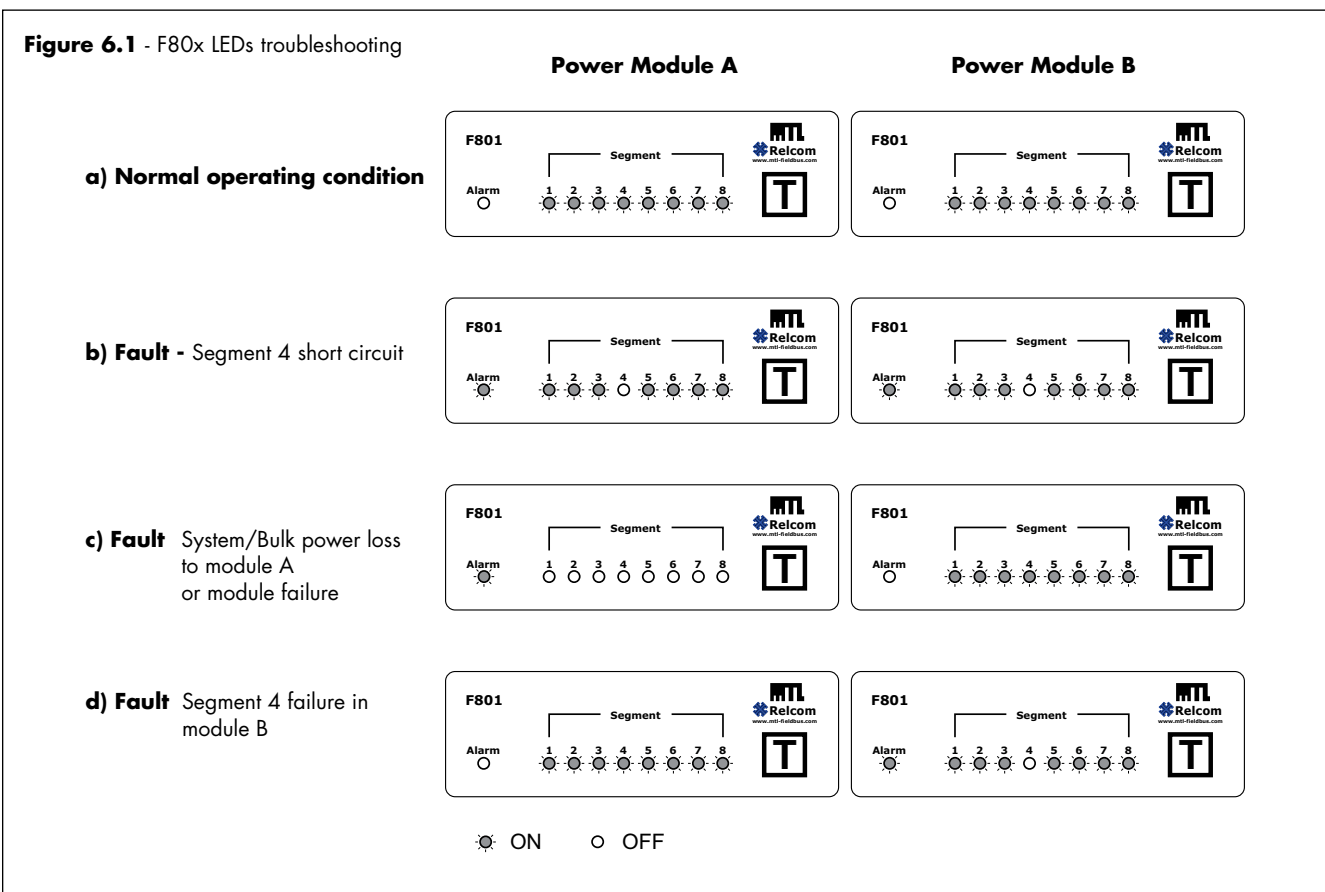 Figure 6.1 - F80x LEDs troubleshooting
Power Module A
Power Module B
a) Normal operating condition
F801
Segment
Alarm
1 2 3 4 5 6 7 8
MTL
Relcom
www.mtl-fieldbus.com
T
F801
Segment
Alarm
1 2 3 4 5 6 7 8
MTL
Relcom
www.mtl-fieldbus.com
T
b) Fault - Segment 4 short circuit
F801
Segment
Alarm
1 2 3 4 5 6 7 8
MTL
Relcom
www.mtl-fieldbus.com
T
F801
Segment
Alarm
1 2 3 4 5 6 7 8
MTL
Relcom
www.mtl-fieldbus.com
T
c) Fault System/Bulk power loss
to module A
or module failure
F801
Segment
Alarm
1 2 3 4 5 6 7 8
MTL
Relcom
www.mtl-fieldbus.com
T
F801
Segment
Alarm
1 2 3 4 5 6 7 8
MTL
Relcom
www.mtl-fieldbus.com
T
d) Fault Segment 4 failure in
module B
F801
Segment
Alarm
1 2 3 4 5 6 7 8
MTL
Relcom
www.mtl-fieldbus.com
T
F801
Segment
Alarm
1 2 3 4 5 6 7 8
MTL
Relcom
www.mtl-fieldbus.com
T
ON OFF